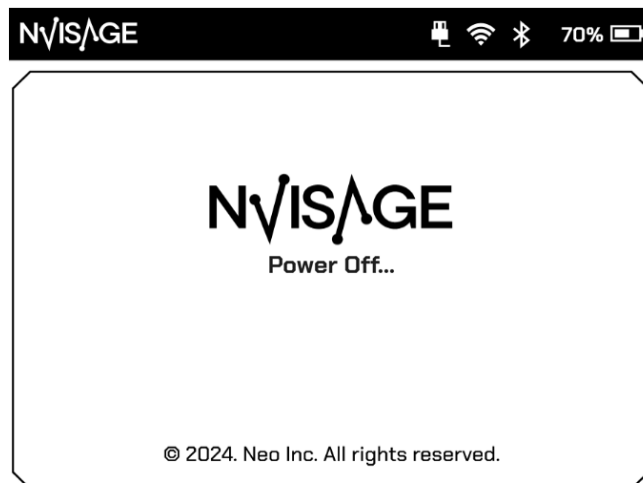 NVISAGE 70%
NVISAGE
Power Off...
© 2024. Neo Inc. All rights reserved.